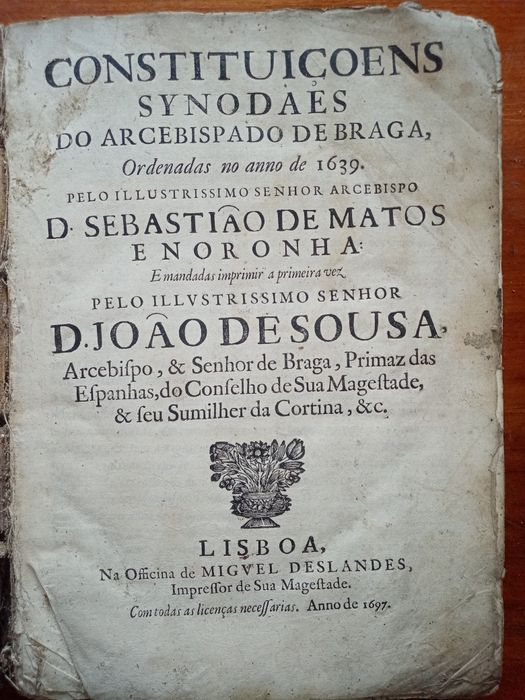 CONSTITUIÇOENS
SYNODAES
DO ARCEBISPADO DE BRAGA,
Ordenadas no anno de 1639.
PELO ILLUSTRISSIMO SENHOR ARCEBISPO
D. SEBASTIÃO DE MATOS
E NORONHA:
E mandadas imprimir a primeira vez
PELO ILLVSTRISSIMO SENHOR
D. JOÃO DE SOUSA,
Arcebiſpo, & Senhor de Braga, Primaz das
Eſpanhas, do Conſelho de Sua Mageſtade,
& ſeu Sumilher da Cortina, &c.
LISBOA,
Na Officina de MIGVEL DESLANDES,
Impreſſor de Sua Mageſtade.
Com todas as licenças neceſſarias. Anno de 1697.